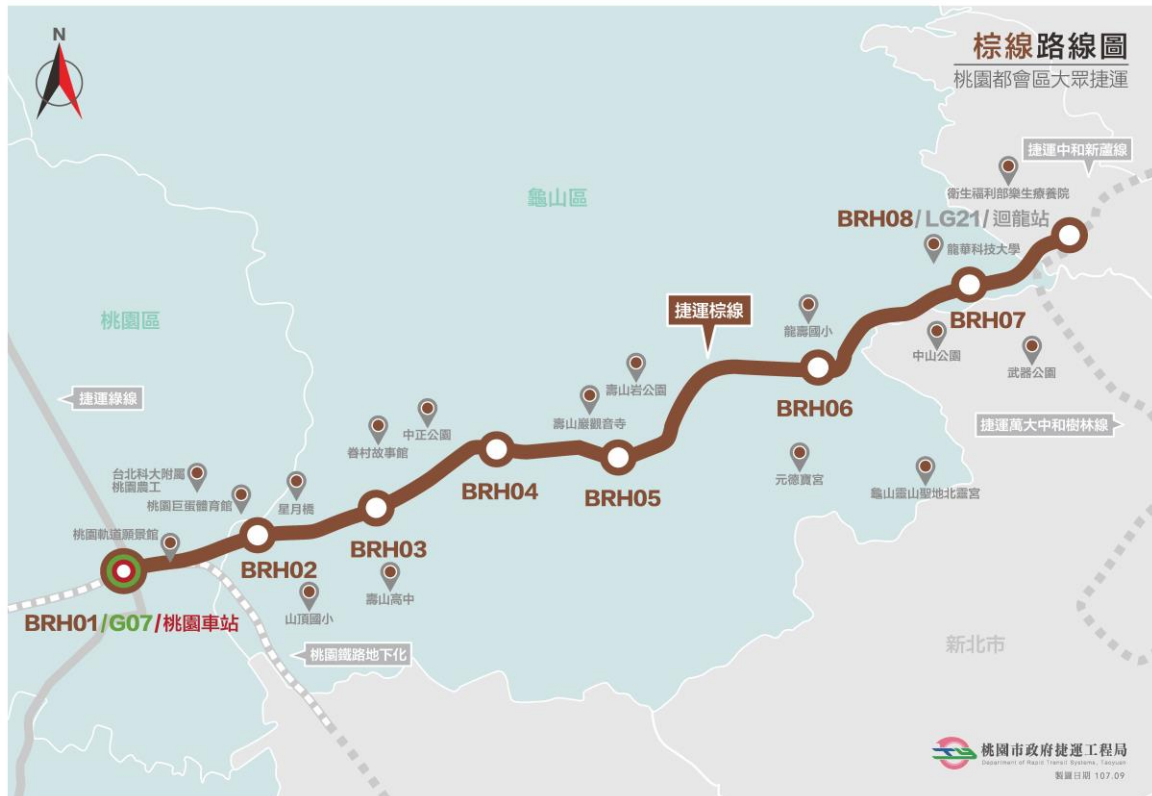 N
棕線路線圖
桃園都會區大眾捷運
捷運中和新蘆線
衛生福利部樂生療養院
龜山區
BRH08/LG21/迴龍站
龍華科技大學
桃園區
捷運棕線
龍壽國小
BRH07
中山公園
武器公園
壽山岩公園
捷運綠線
壽山巖觀音寺
BRH06
中正公園
捷運萬大中和樹林線
眷村故事館
BRH04
BRH05
元德寶宮
龜山靈山聖地北靈宮
台北科大附屬
桃園農工
桃園巨蛋體育館
星月橋
桃園軌道願景館
BRH03
BRH02
壽山高中
山頂國小
BRH01/G07/桃園車站
桃園鐵路地下化
新北市
桃園市政府捷運工程局
Department of Rapid Transit Systems, Taoyuan
製圖日期 107.09